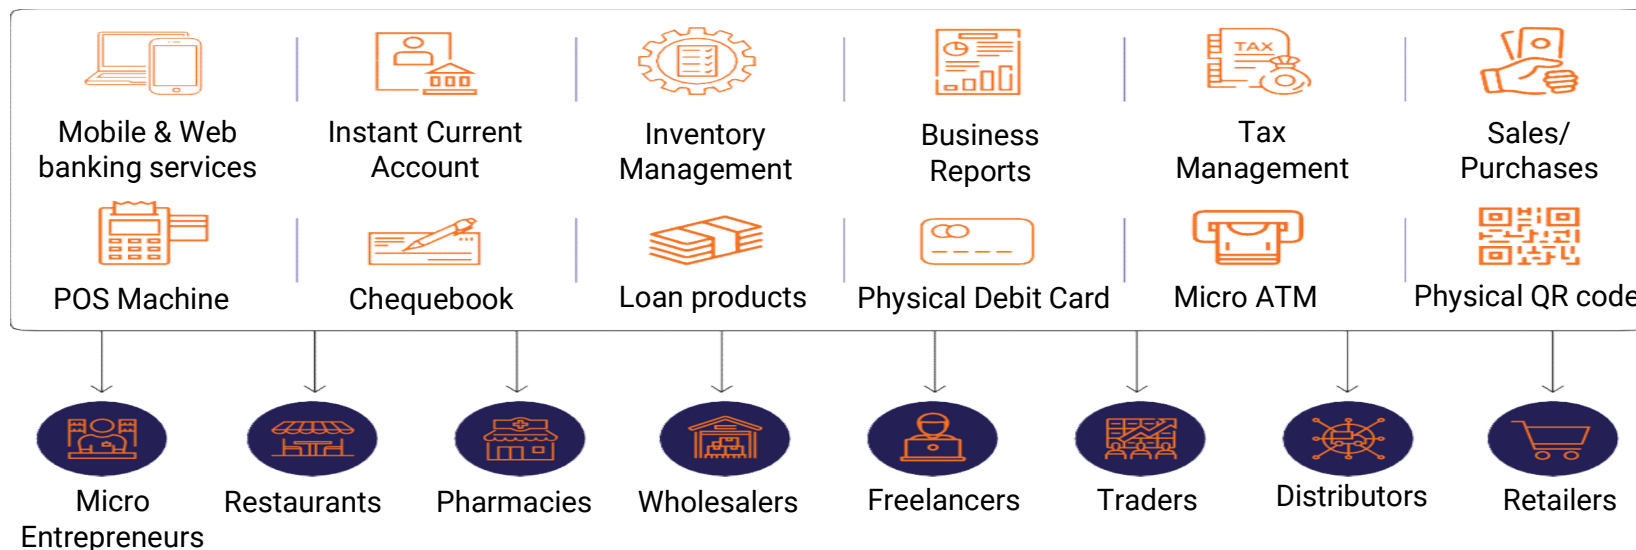 TAX
Mobile & Web
banking services
Instant Current
Account
Inventory
Management
Business
Reports
Tax
Management
Sales/
Purchases
POS Machine
Chequebook
Loan products
Physical Debit Card
Micro ATM
Physical QR code
Micro
Entrepreneurs
Restaurants
Pharmacies
Wholesalers
Freelancers
Traders
Distributors
Retailers